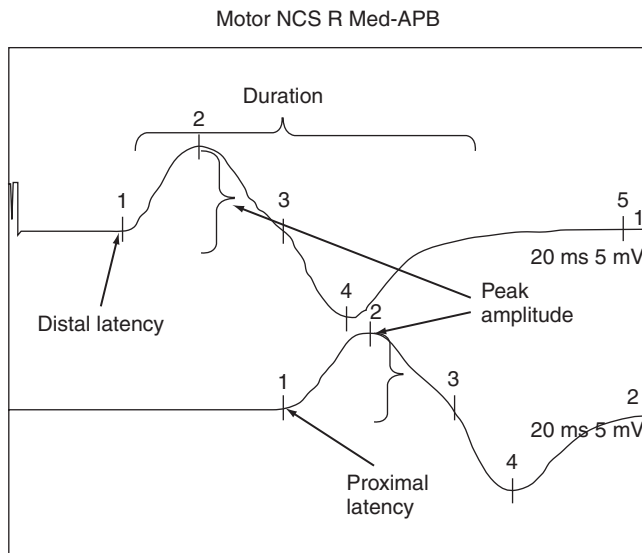 Motor NCS R Med-APB
Duration
2
1
3
5
1
20 ms 5 mV
4
Distal latency
Peak
amplitude
2
1
3
2
20 ms 5 mV
4
Proximal
latency